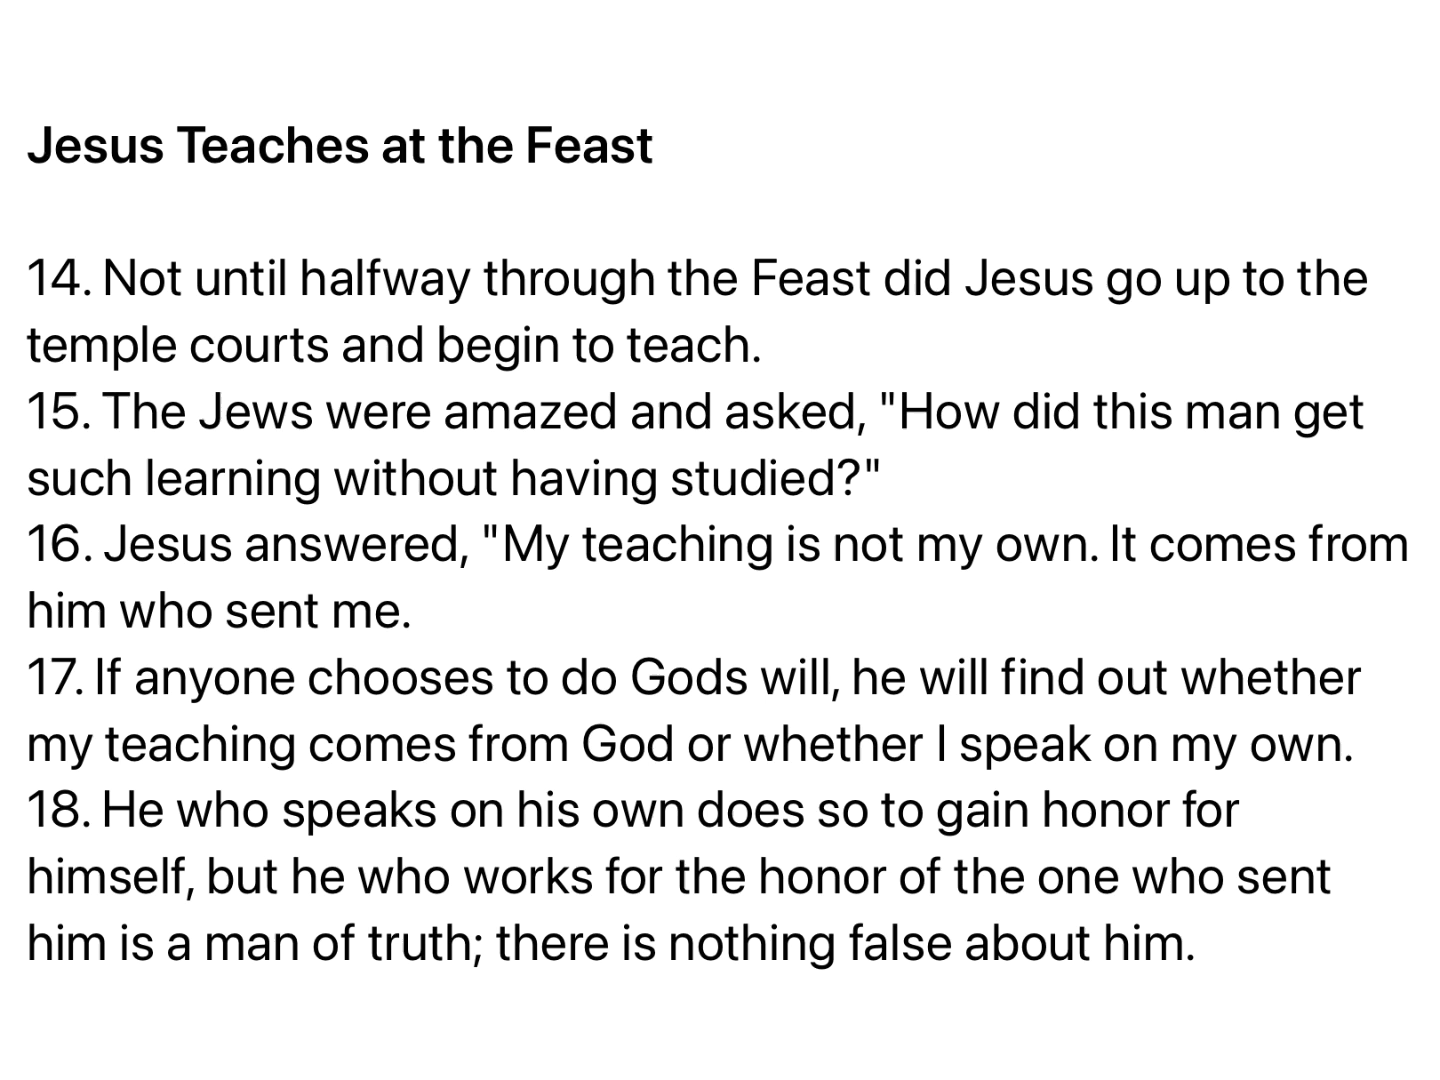 Jesus Teaches at the Feast
14. Not until halfway through the Feast did Jesus go up to the
temple courts and begin to teach.
15. The Jews were amazed and asked, "How did this man get
such learning without having studied?"
16. Jesus answered, "My teaching is not my own. It comes from
him who sent me.
17. If anyone chooses to do Gods will, he will find out whether
my teaching comes from God or whether I speak on my own.
18. He who speaks on his own does so to gain honor for
himself, but he who works for the honor of the one who sent
him is a man of truth; there is nothing false about him.